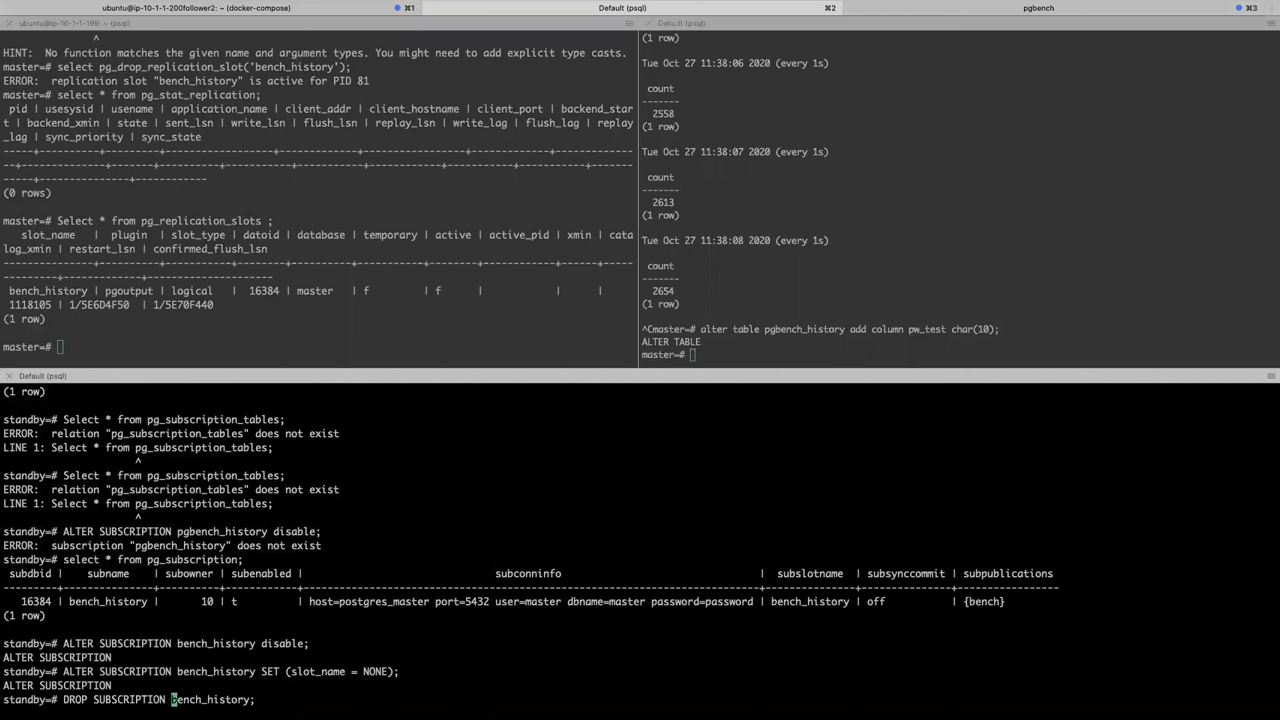 ubuntu@ip-10-1-1-200follower2: ~ (docker-compose)
⌘1
Default (psql)
⌘2
pgbench
⌘3
ubuntu@ip-10-1-1-199: ~ (psql)
^
HINT:  No function matches the given name and argument types. You might need to add explicit type casts.
master=# select pg_drop_replication_slot('bench_history');
ERROR:  replication slot "bench_history" is active for PID 81
master=# select * from pg_stat_replication;
pid | usesysid | usename | application_name | client_addr | client_hostname | client_port | backend_star
t | backend_xmin | state | sent_lsn | write_lsn | flush_lsn | replay_lsn | write_lag | flush_lag | replay
_lag | sync_priority | sync_state
-----+----------+---------+------------------+-------------+-----------------+-------------+-------------
--+--------------+-------+----------+-----------+-----------+------------+-----------+-----------+-------
-----+---------------+------------
(0 rows)
master=# Select * from pg_replication_slots ;
slot_name   |  plugin  | slot_type | datoid | database | temporary | active | active_pid | xmin | cata
log_xmin | restart_lsn | confirmed_flush_lsn
---------------+----------+-----------+--------+----------+-----------+--------+------------+------+-----
---------+-------------+---------------------
bench_history | pgoutput | logical   |  16384 | master   | f         | f      |            |      |
1118105 | 1/5E6D4F50  | 1/5E70F440
(1 row)
master=#
Default (psql)
(1 row)
Tue Oct 27 11:38:06 2020 (every 1s)
count
-------
2558
(1 row)
Tue Oct 27 11:38:07 2020 (every 1s)
count
-------
2613
(1 row)
Tue Oct 27 11:38:08 2020 (every 1s)
count
-------
2654
(1 row)
^Cmaster=# alter table pgbench_history add column pw_test char(10);
ALTER TABLE
master=#
Default (psql)
(1 row)
standby=# Select * from pg_subscription_tables;
ERROR:  relation "pg_subscription_tables" does not exist
LINE 1: Select * from pg_subscription_tables;
^
standby=# Select * from pg_subscription_tables;
ERROR:  relation "pg_subscription_tables" does not exist
LINE 1: Select * from pg_subscription_tables;
^
standby=# ALTER SUBSCRIPTION pgbench_history disable;
ERROR:  subscription "pgbench_history" does not exist
standby=# select * from pg_subscription;
subdbid |    subname    | subowner | subenabled |                          subconninfo                          |  subslotname  | subsynccommit | subpublications
---------+---------------+----------+------------+---------------------------------------------------------------+---------------+---------------+-----------------
16384 | bench_history |       10 | t          | host=postgres_master port=5432 user=master dbname=master password=password | bench_history | off           | {bench}
(1 row)
standby=# ALTER SUBSCRIPTION bench_history disable;
ALTER SUBSCRIPTION
standby=# ALTER SUBSCRIPTION bench_history SET (slot_name = NONE);
ALTER SUBSCRIPTION
standby=# DROP SUBSCRIPTION bench_history;